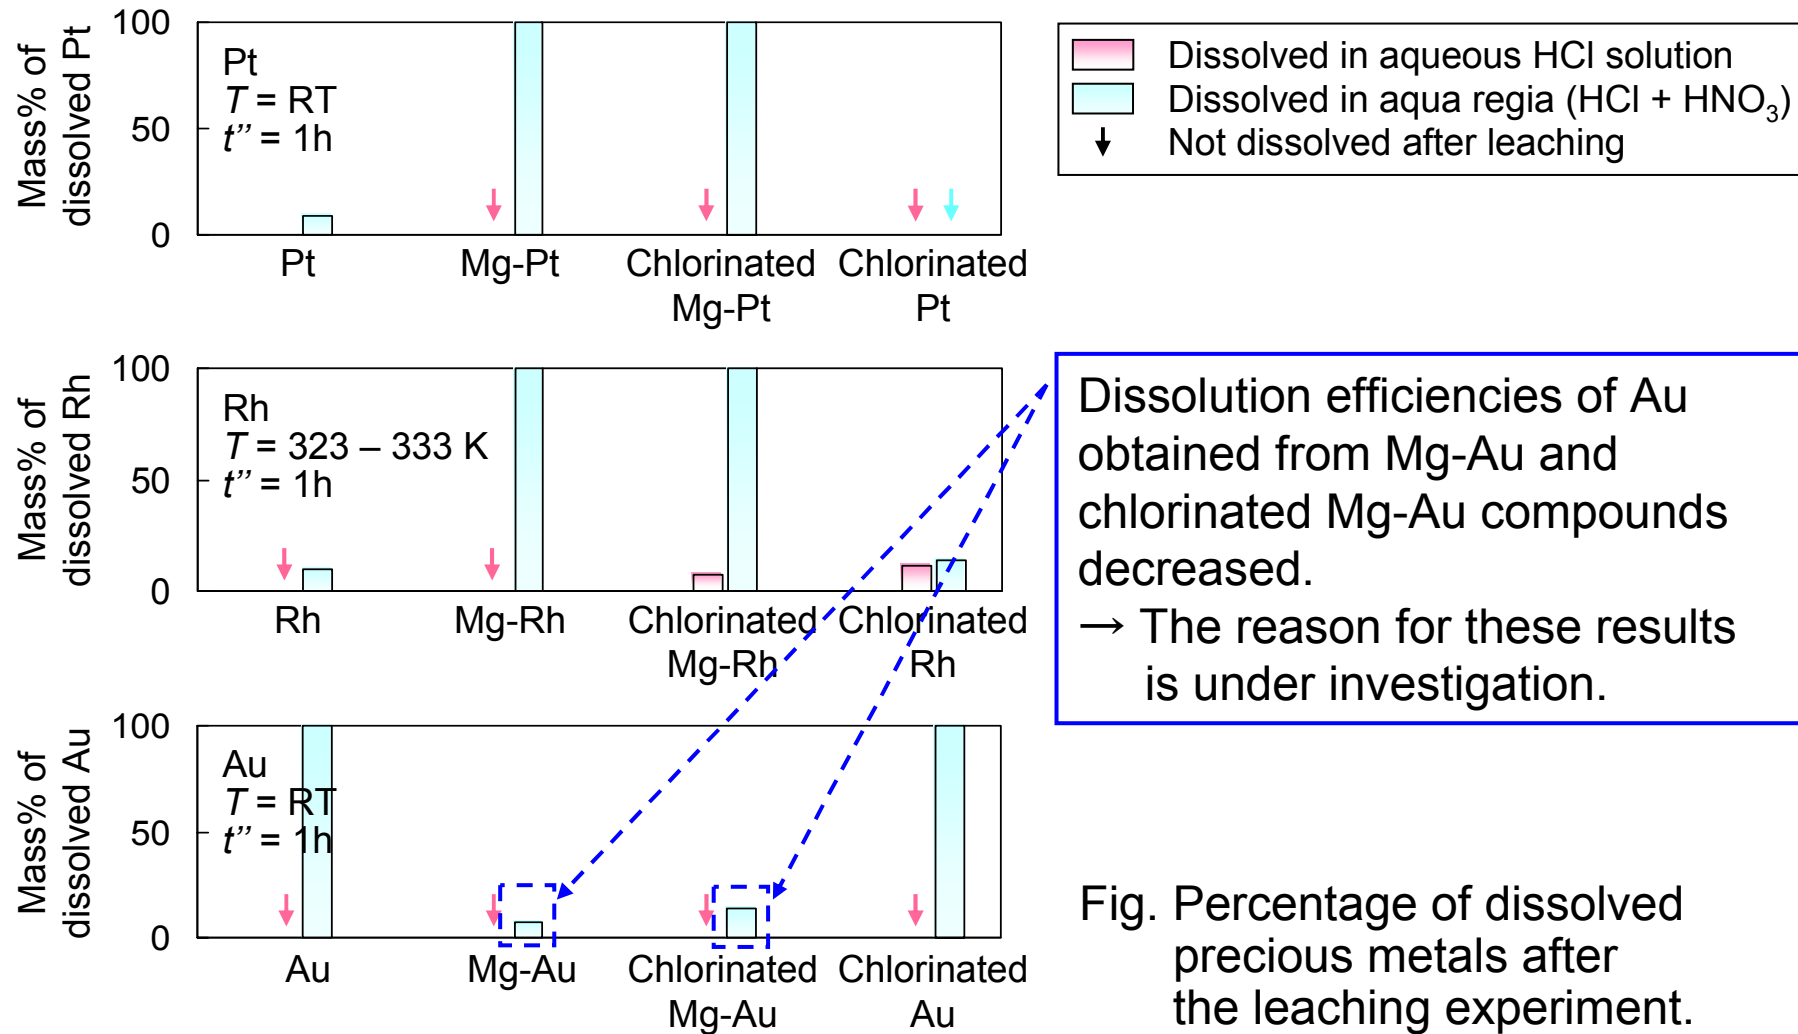 Mass% of
dissolved Pt
100
50
0
Pt
T = RT
t’’ = 1h
Pt
Mg-Pt
Chlorinated
Mg-Pt
Chlorinated
Pt
Dissolved in aqueous HCl solution
Dissolved in aqua regia (HCl + HNO₃)
Not dissolved after leaching
Mass% of
dissolved Rh
100
50
0
Rh
T = 323 – 333 K
t’’ = 1h
Rh
Mg-Rh
Chlorinated
Mg-Rh
Chlorinated
Rh
Dissolution efficiencies of Au
obtained from Mg-Au and
chlorinated Mg-Au compounds
decreased.
→ The reason for these results
is under investigation.
Mass% of
dissolved Au
100
50
0
Au
T = RT
t’’ = 1h
Au
Mg-Au
Chlorinated
Mg-Au
Chlorinated
Au
Fig. Percentage of dissolved
precious metals after
the leaching experiment.